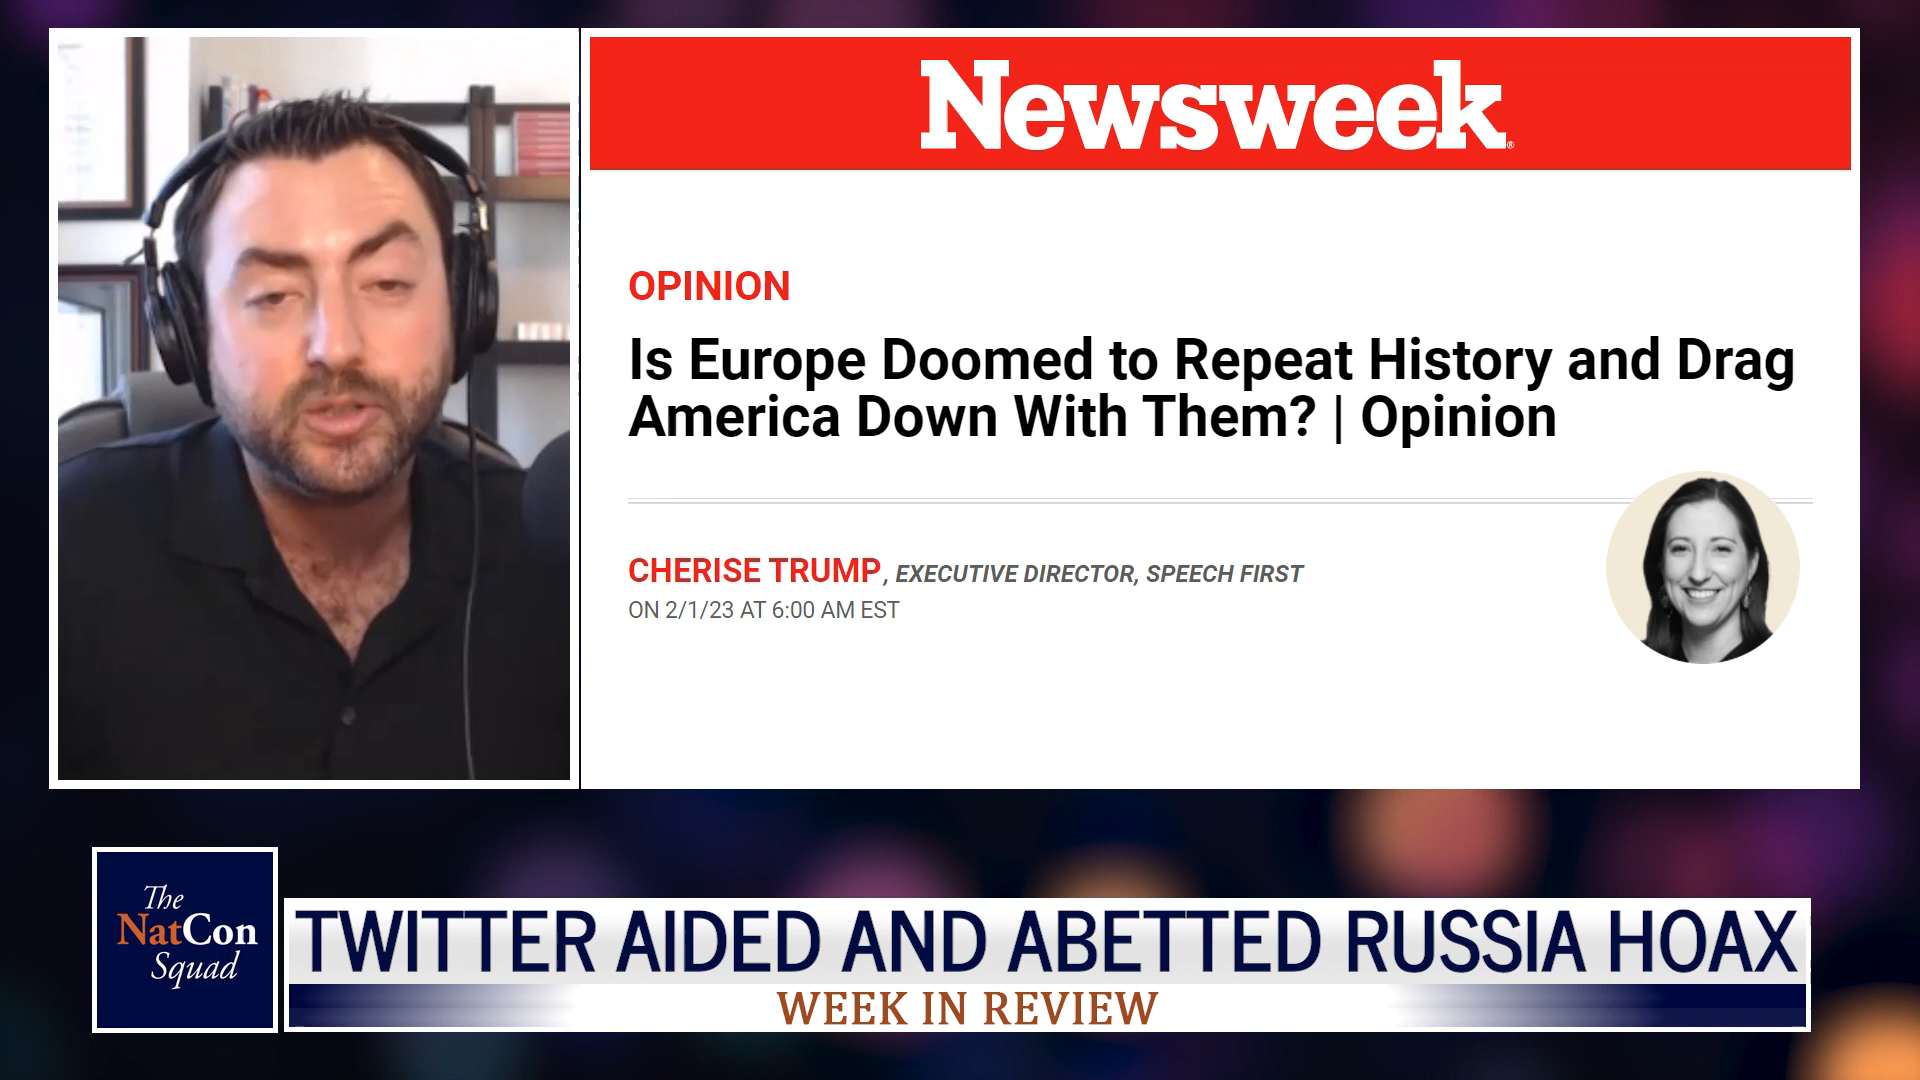 Newsweek®
OPINION
Is Europe Doomed to Repeat History and Drag
America Down With Them? | Opinion
CHERISE TRUMP, EXECUTIVE DIRECTOR, SPEECH FIRST
ON 2/1/23 AT 6:00 AM EST
The
NatCon
Squad
TWITTER AIDED AND ABETTED RUSSIA HOAX
WEEK IN REVIEW